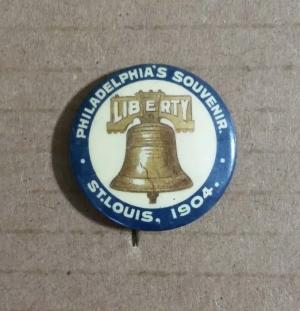 PHILADELPHIA'S SOUVENIR.
LIBERTY
ST. LOUIS, 1904.